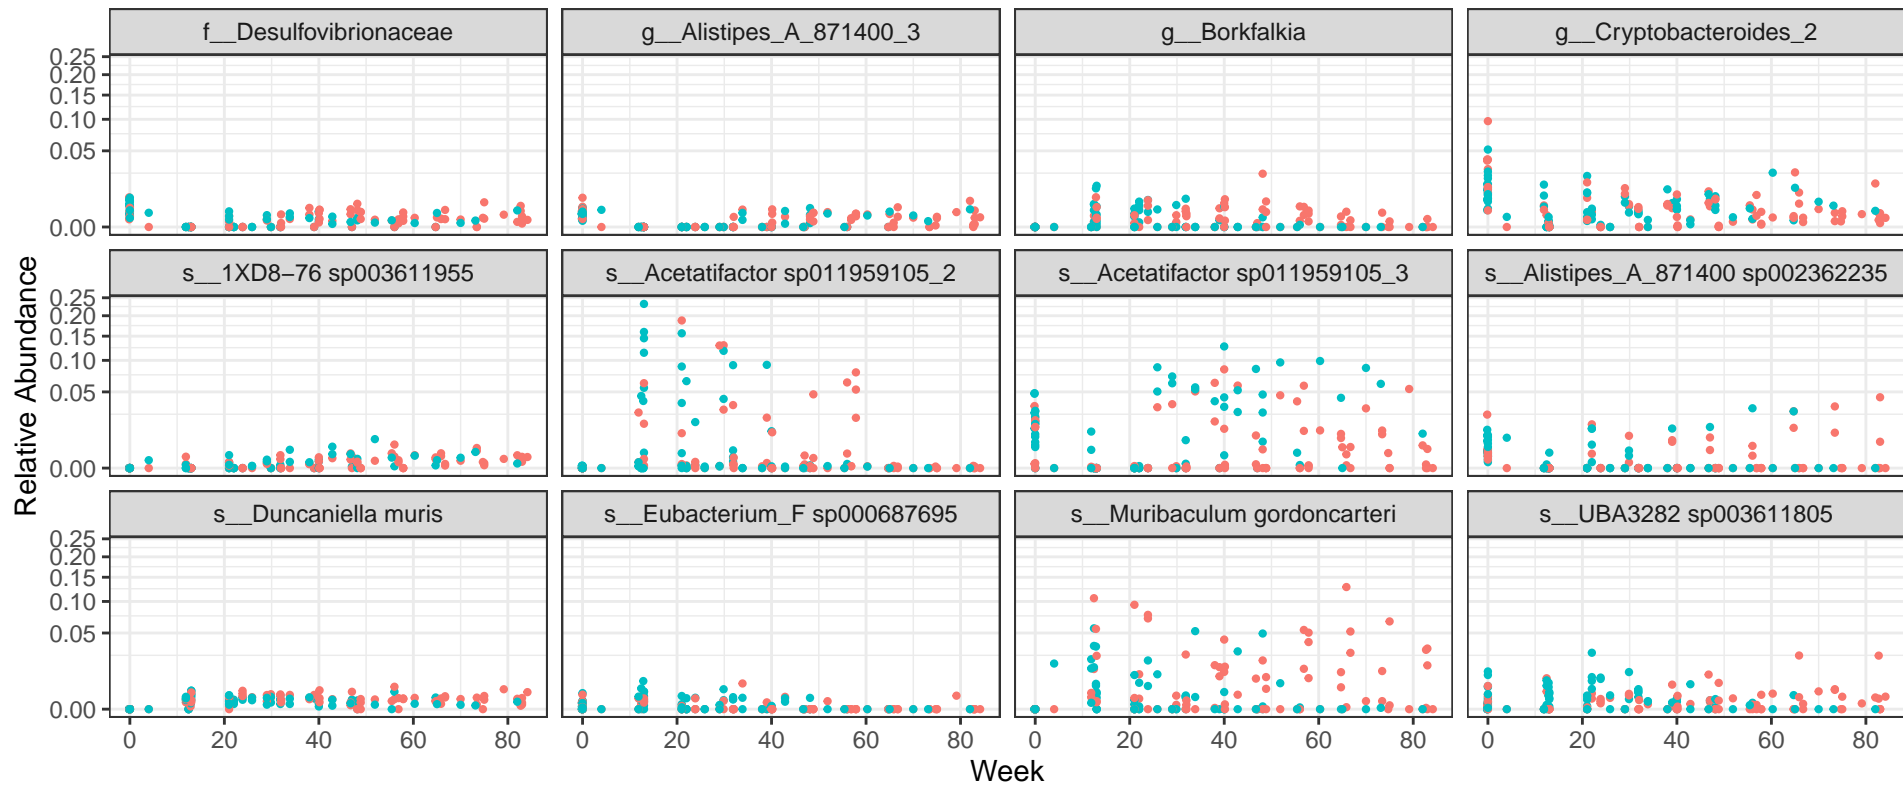 f__Desulfovibrionaceae
g__Alistipes_A_871400_3
g__Borkfalkia
g__Cryptobacteroides_2
0.25
0.20
0.15
0.10
0.05
0.00
s__1XD8−76 sp003611955
s__Acetatifactor sp011959105_2
s__Acetatifactor sp011959105_3
s__Alistipes_A_871400 sp002362235
0.25
0.20
0.15
0.10
0.05
0.00
Relative Abundance
s__Duncaniella muris
s__Eubacterium_F sp000687695
s__Muribaculum gordoncarteri
s__UBA3282 sp003611805
0.25
0.20
0.15
0.10
0.05
0.00
0 20 40 60 80 0 20 40 60 80 0 20 40 60 80 0 20 40 60 80
Week